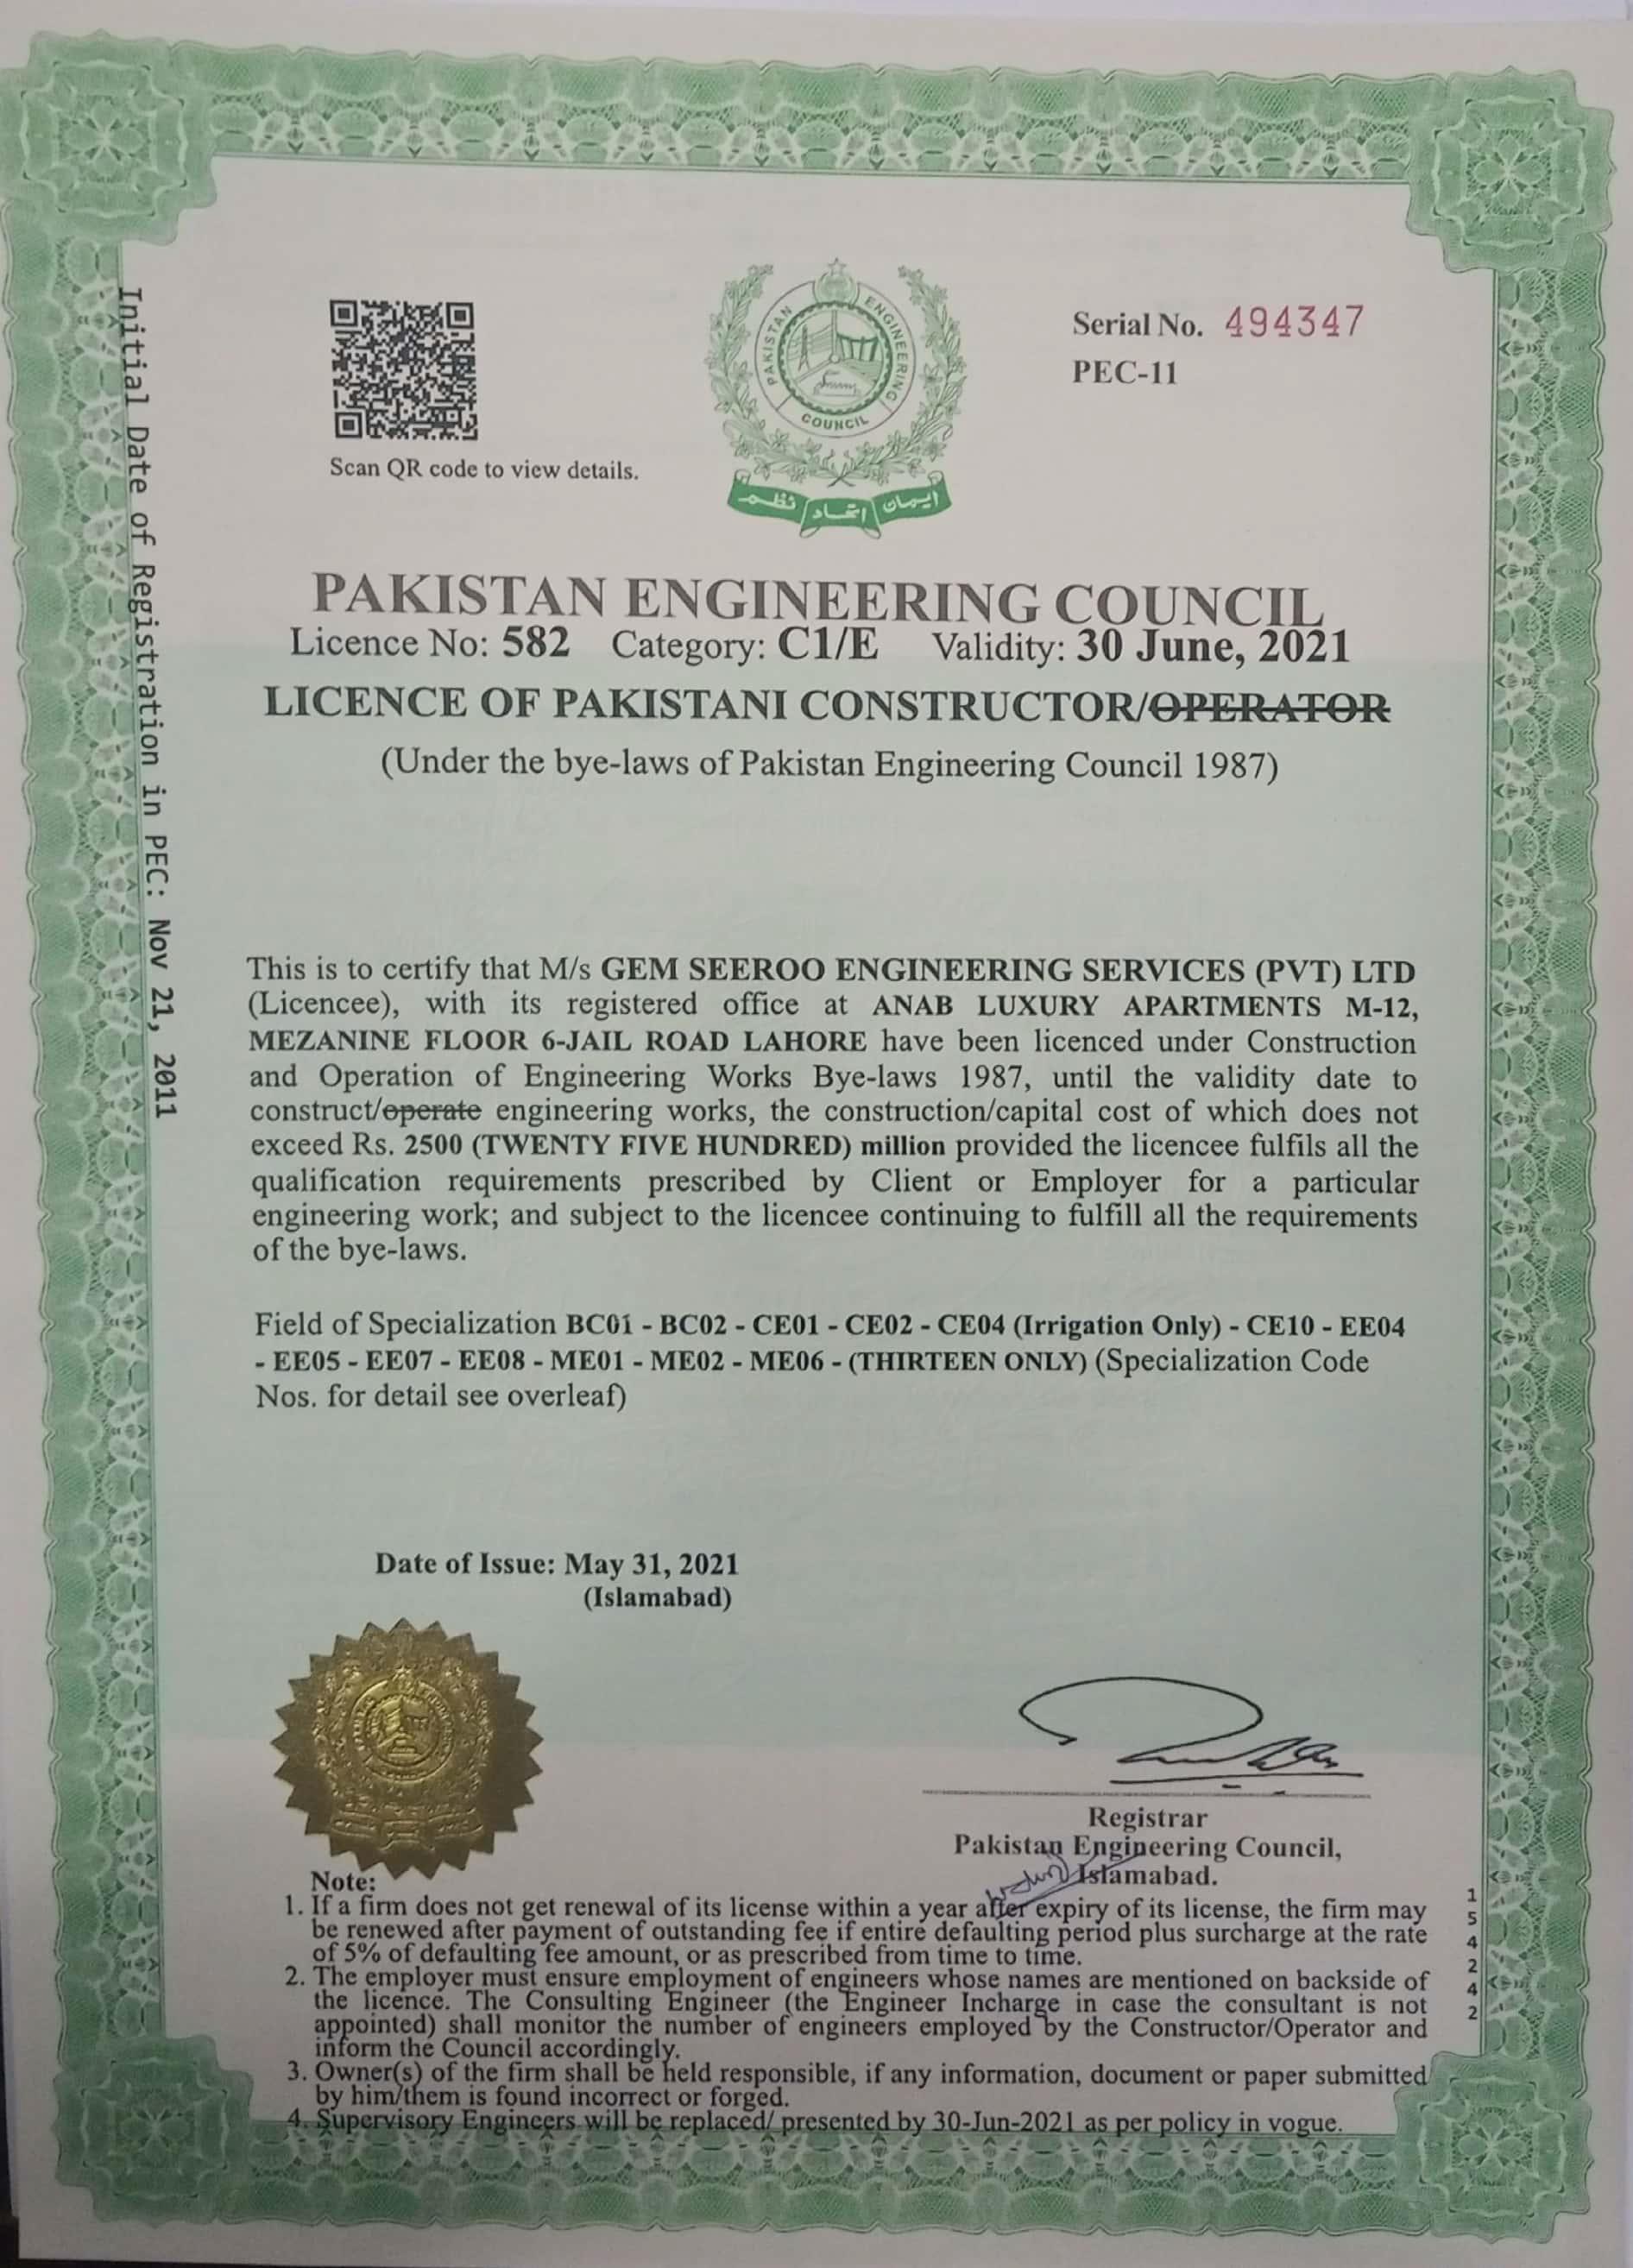 Serial No. 494347
PEC-11
Scan QR code to view details.
PAKISTAN ENGINEERING COUNCIL
ایمان اتحاد نظم
PAKISTAN ENGINEERING COUNCIL
Licence No: 582 Category: C1/E Validity: 30 June, 2021
LICENCE OF PAKISTANI CONSTRUCTOR/OPERATOR
(Under the bye-laws of Pakistan Engineering Council 1987)
Initial Date of Registration in PEC: Nov 21, 2011
This is to certify that M/s GEM SEEROO ENGINEERING SERVICES (PVT) LTD
(Licencee), with its registered office at ANAB LUXURY APARTMENTS M-12,
MEZANINE FLOOR 6-JAIL ROAD LAHORE have been licenced under Construction
and Operation of Engineering Works Bye-laws 1987, until the validity date to
construct/operate engineering works, the construction/capital cost of which does not
exceed Rs. 2500 (TWENTY FIVE HUNDRED) million provided the licencee fulfils all the
qualification requirements prescribed by Client or Employer for a particular
engineering work; and subject to the licencee continuing to fulfill all the requirements
of the bye-laws.
Field of Specialization BC01 - BC02 - CE01 - CE02 - CE04 (Irrigation Only) - CE10 - EE04
- EE05 - EE07 - EE08 - ME01 - ME02 - ME06 - (THIRTEEN ONLY) (Specialization Code
Nos. for detail see overleaf)
Date of Issue: May 31, 2021
(Islamabad)
Registrar
Pakistan Engineering Council,
Islamabad.
Note:
1. If a firm does not get renewal of its license within a year after expiry of its license, the firm may
be renewed after payment of outstanding fee if entire defaulting period plus surcharge at the rate
of 5% of defaulting fee amount, or as prescribed from time to time.
2. The employer must ensure employment of engineers whose names are mentioned on backside of
the licence. The Consulting Engineer (the Engineer Incharge in case the consultant is not
appointed) shall monitor the number of engineers employed by the Constructor/Operator and
inform the Council accordingly.
3. Owner(s) of the firm shall be held responsible, if any information, document or paper submitted
by him/them is found incorrect or forged.
4. Supervisory Engineers will be replaced/ presented by 30-Jun-2021 as per policy in vogue.
154242